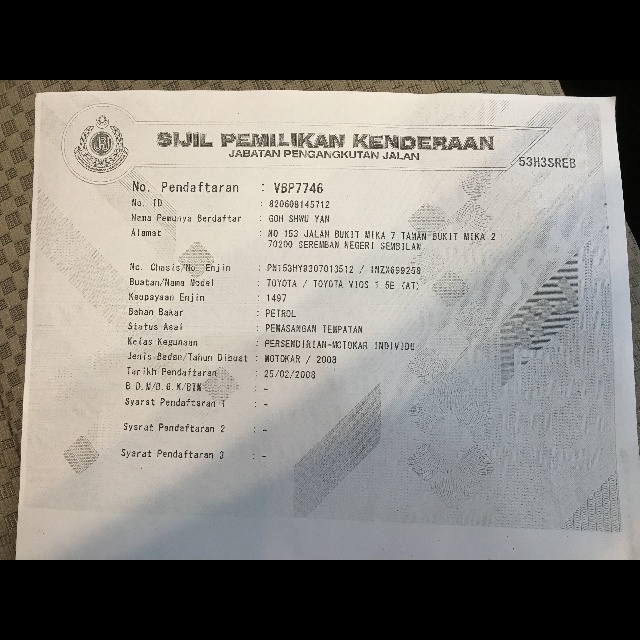 SIJIL PEMILIKAN KENDERAAN
JABATAN PENGANGKUTAN JALAN
53H3SREB
No. Pendaftaran : VBP7746
No. ID : 820608145712
Nama Pemunya Berdaftar : GOH SHWU YAN
Alamat : NO 153 JALAN BUKIT MIKA 7 TAMAN BUKIT MIKA 2
70200 SEREMBAN NEGERI SEMBILAN
No. Chasis/No. Enjin : PN153HYR307013512 / 1NZX699258
Buatan/Nama Model : TOYOTA / TOYOTA VIOS 1.5E (AT)
Keupayaan Enjin : 1497
Bahan Bakar : PETROL
Status Asal : PEMASANGAN TEMPATAN
Kelas Kegunaan : PERSENDIRIAN-MOTOKAR INDIVIDU
Jenis Badan/Tahun Dibuat : MOTOKAR / 2008
Tarikh Pendaftaran : 25/02/2008
B.D.M/B.G.K/BTM : -
Syarat Pendaftaran 1 : -
Syarat Pendaftaran 2 : -
Syarat Pendaftaran 3 : -